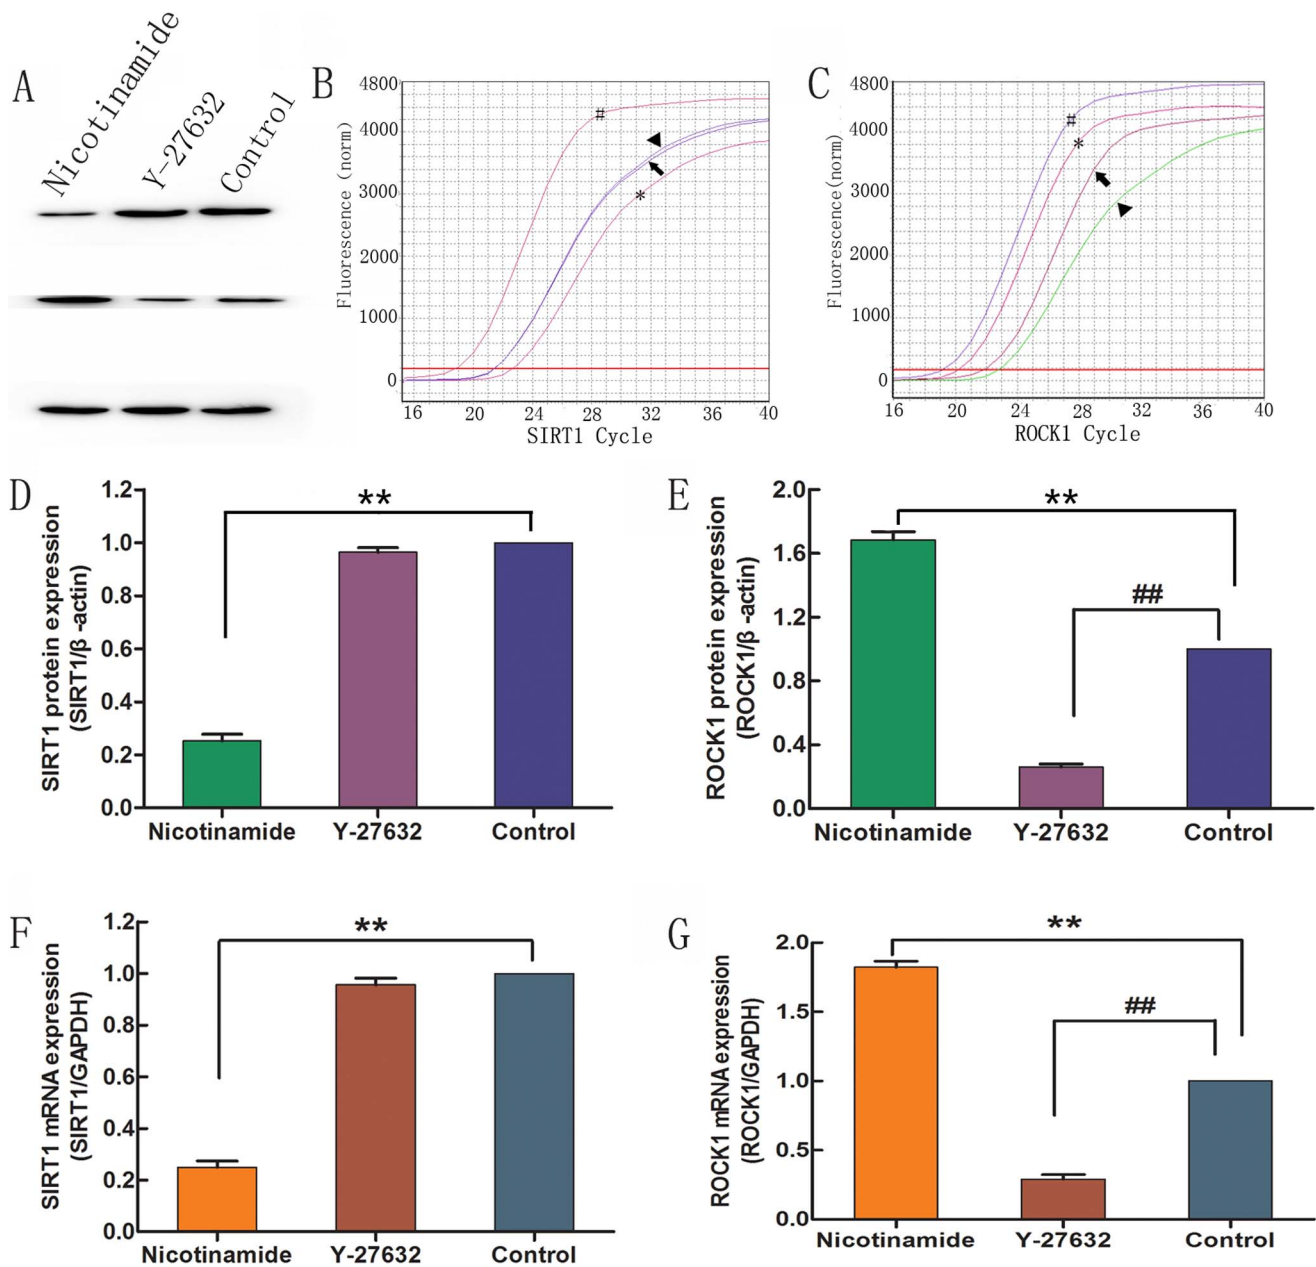 A
Nicotinamide
Y-27632
Control
B
Fluorescence (norm)
4800
4000
3000
2000
1000
0
16 20 24 28 32 36 40
SIRT1 Cycle
#
*
C
Fluorescence(norm)
4800
4000
3000
2000
1000
0
16 20 24 28 32 36 40
ROCK1 Cycle
#
*
D
SIRT1 protein expression
(SIRT1/β -actin)
1.2
1.0
0.8
0.6
0.4
0.2
0.0
**
Nicotinamide Y-27632 Control
E
ROCK1 protein expression
(ROCK1/β -actin)
2.0
1.6
1.2
0.8
0.4
0.0
**
##
Nicotinamide Y-27632 Control
F
SIRT1 mRNA expression
(SIRT1/GAPDH)
1.2
1.0
0.8
0.6
0.4
0.2
0.0
**
Nicotinamide Y-27632 Control
G
ROCK1 mRNA expression
(ROCK1/GAPDH)
2.0
1.5
1.0
0.5
0.0
**
##
Nicotinamide Y-27632 Control